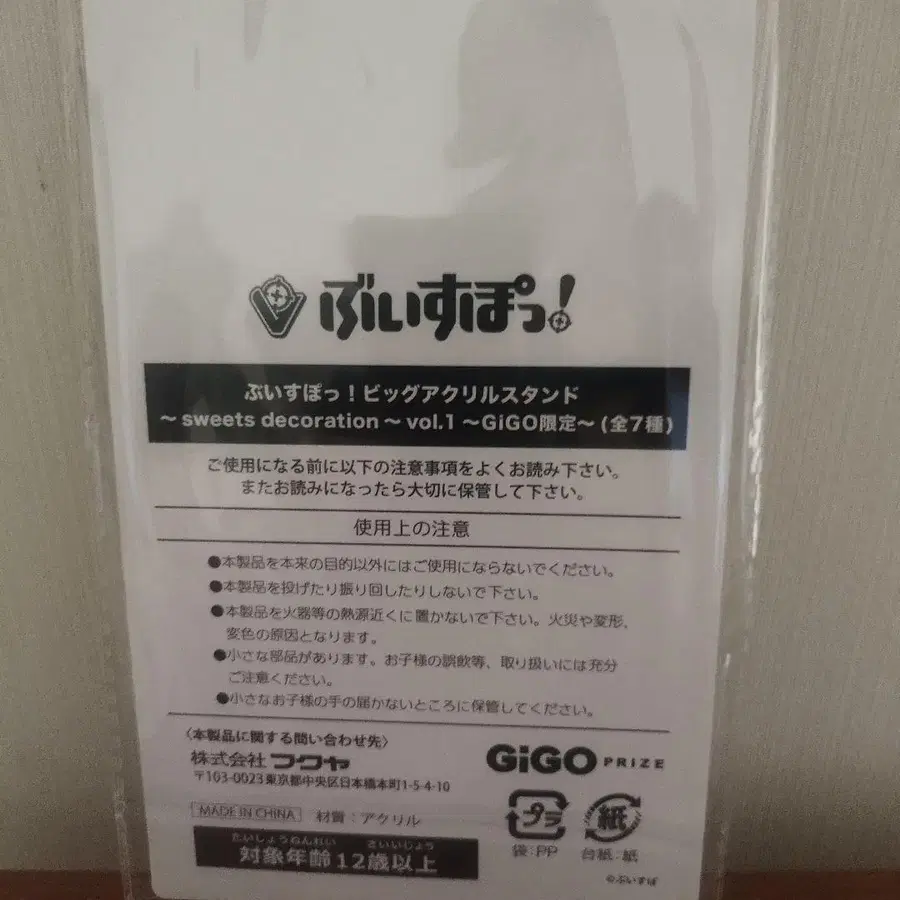 ぶいすぽっ!
ぶいすぽっ！ビッグアクリルスタンド
～ sweets decoration ～ vol.1 ～GiGO限定～ (全7種)
ご使用になる前に以下の注意事項をよくお読み下さい。
またお読みになったら大切に保管して下さい。
使用上の注意
●本製品を本来の目的以外にはご使用にならないでください。
●本製品を投げたり振り回したりしないで下さい。
●本製品を火器等の熱源近くに置かないで下さい。火災や変形、
変色の原因となります。
●小さな部品があります。お子様の誤飲等、取り扱いには充分
ご注意ください。
●小さなお子様の手の届かないところに保管してください。
〈本製品に関する問い合わせ先〉
株式会社 フクヤ
〒103-0023 東京都中央区日本橋本町1-5-4-10
GiGO PRIZE
MADE IN CHINA 材質：アクリル
たいしょうねんれい さいいじょう
対象年齢 12歳以上
プラ 紙
袋：PP 台紙：紙
©ぶいすぽ